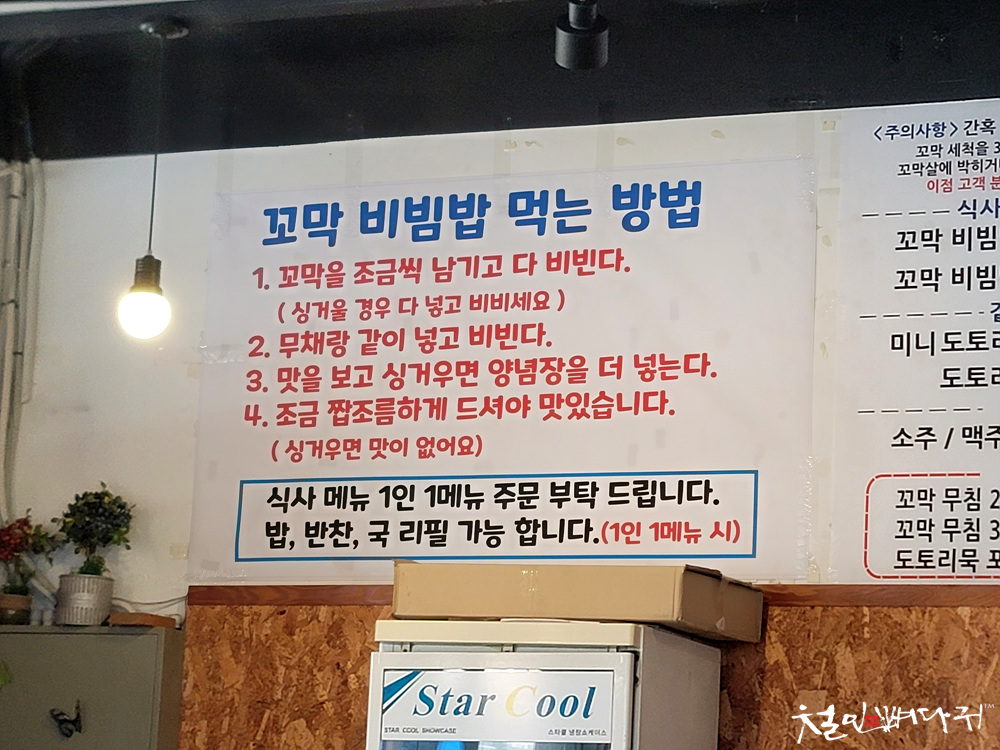 꼬막 비빔밥 먹는 방법
1. 꼬막을 조금씩 남기고 다 비빈다.
( 싱거울 경우 다 넣고 비비세요 )
2. 무채랑 같이 넣고 비빈다.
3. 맛을 보고 싱거우면 양념장을 더 넣는다.
4. 조금 짭조름하게 드셔야 맛있습니다.
( 싱거우면 맛이 없어요)
식사 메뉴 1인 1메뉴 주문 부탁 드립니다.
밥, 반찬, 국 리필 가능 합니다.(1인 1메뉴 시)
<주의사항> 간혹
꼬막 세척을 3
꼬막살에 박히거
이점 고객 분
식사
꼬막 비빔
꼬막 비빔
미니 도토리
도토리
소주 / 맥주
꼬막 무침 2
꼬막 무침 3
도토리묵 포
Star Cool
STAR COOL SHOWCASE
스타쿨 냉장쇼케이스